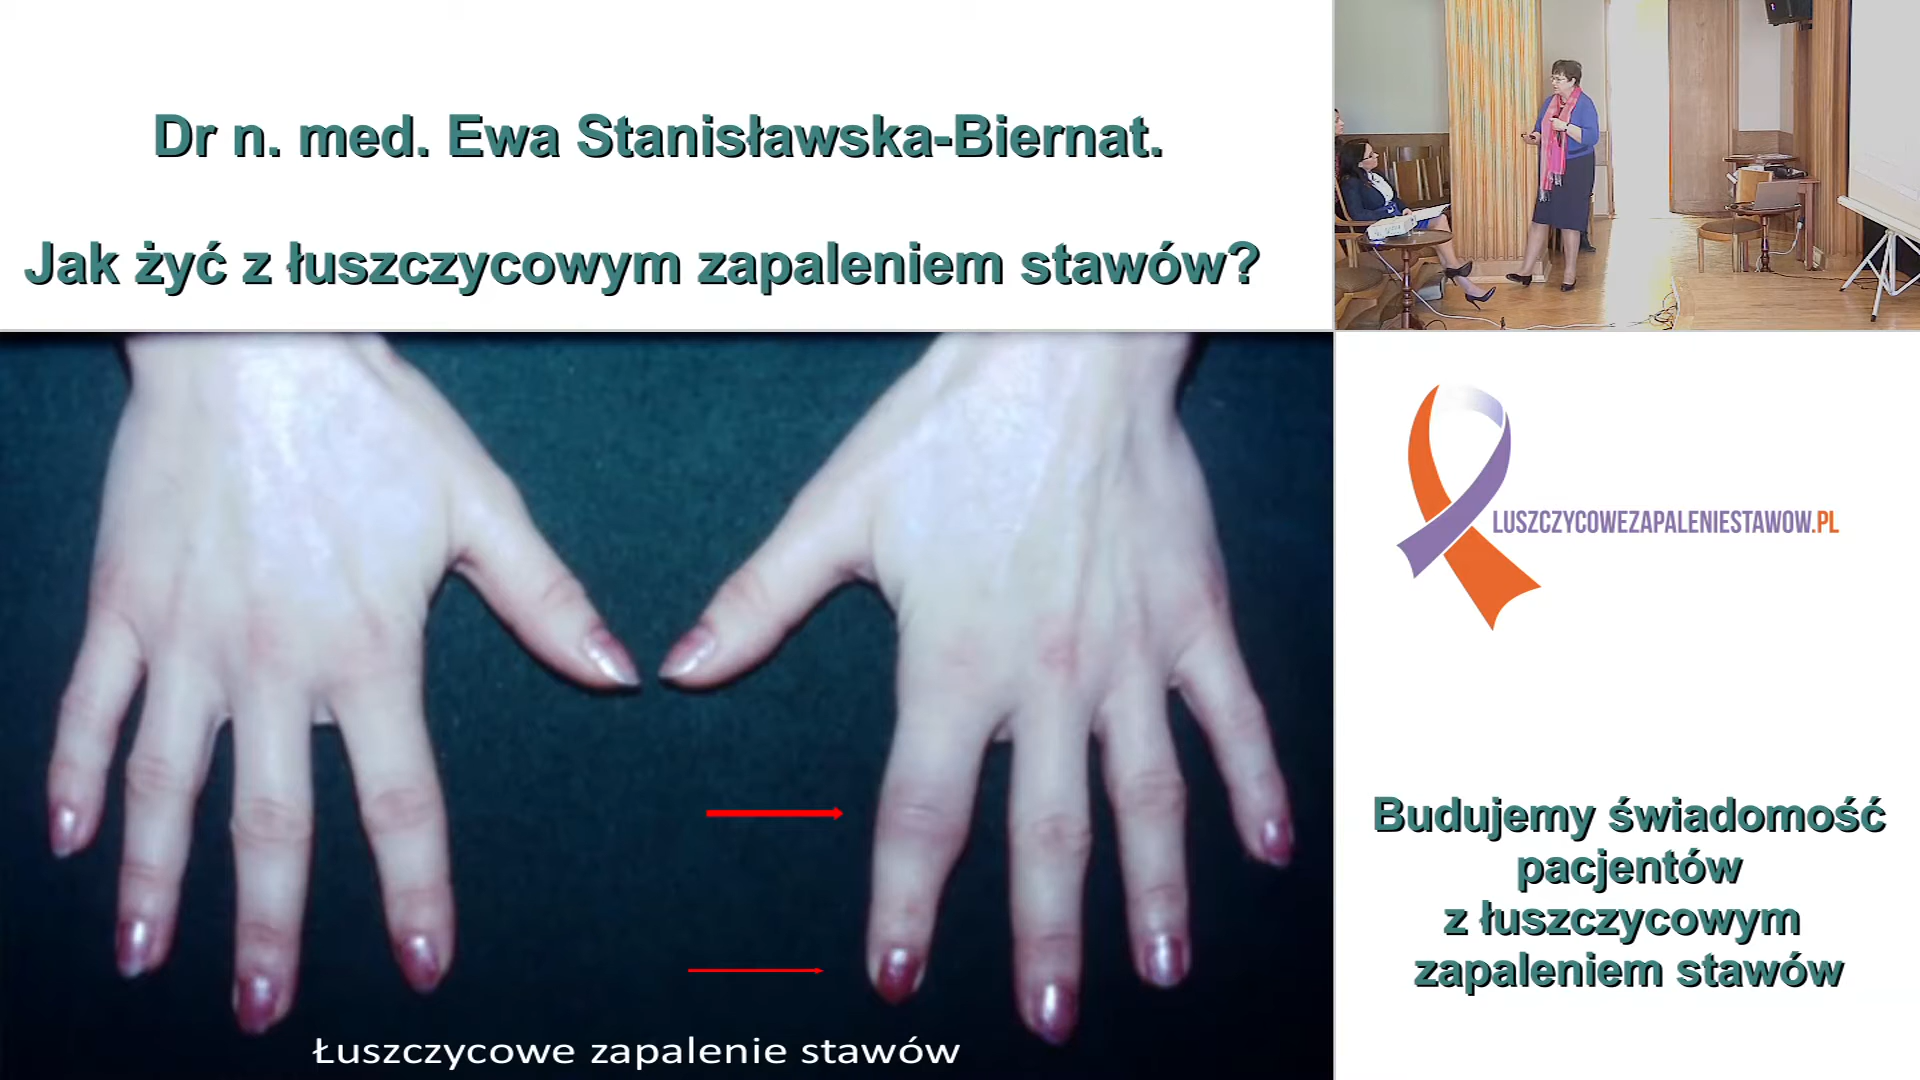 Dr n. med. Ewa Stanisławska-Biernat.
Jak żyć z łuszczycowym zapaleniem stawów?
LUSZCZYCOWEZAPALENIESTAWOW.PL
Budujemy świadomość
pacjentów
z łuszczycowym
zapaleniem stawów
Łuszczycowe zapalenie stawów